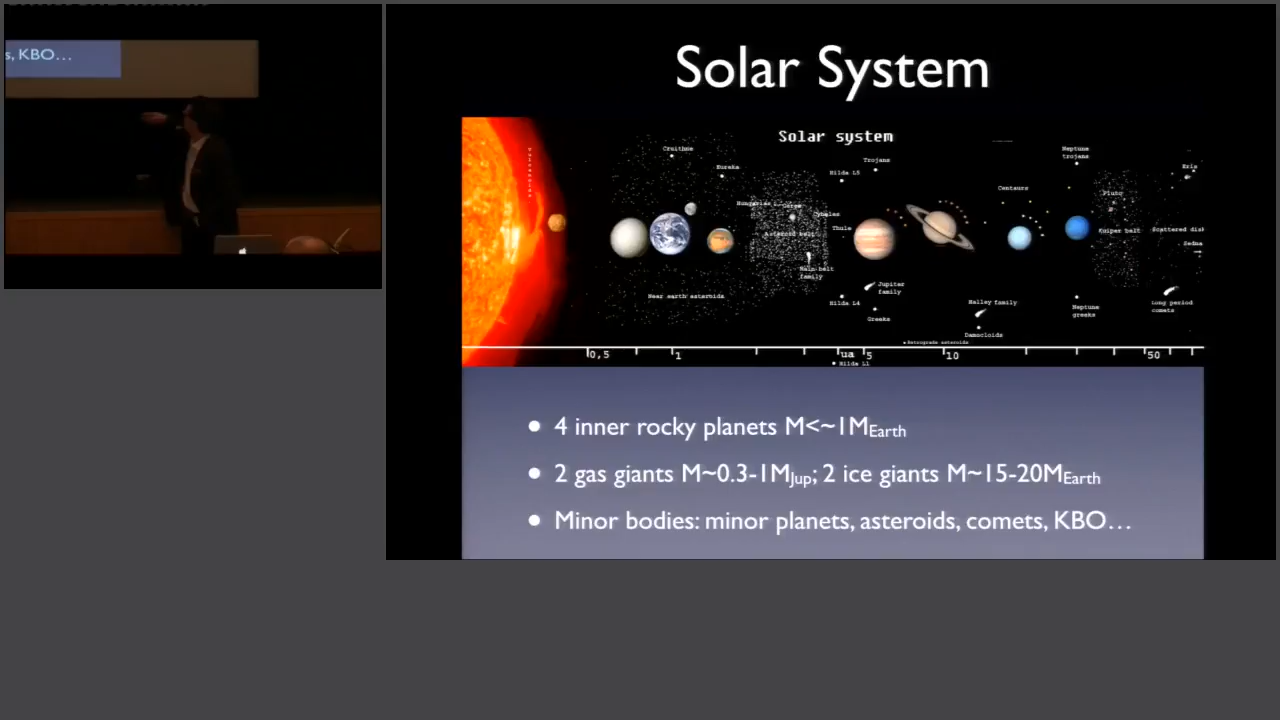 s, KBO…
Solar System
Solar system
Cruithne
Eureka
Trojans
Hilda L5
Neptune
trojans
Eris
Centaurs
Pluto
Hungarias
Ceres
Cybeles
Thule
Asteroid belt
Kuiper belt
Scattered disk
Sedna
Main-belt
family
Jupiter
family
Near earth asteroids
Hilda L4
Greeks
Halley family
Damocloids
Retrograde asteroids
Neptune
greeks
Long period
comets
0,5
1
ua
5
10
50
Hilda L1
• 4 inner rocky planets M<~1MEarth
• 2 gas giants M~0.3-1MJup; 2 ice giants M~15-20MEarth
• Minor bodies: minor planets, asteroids, comets, KBO…